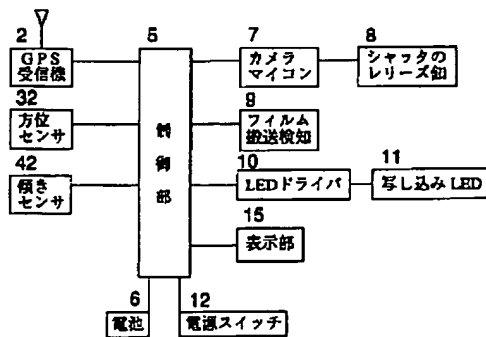 2
GPS
受信機
32
方位
センサ
42
傾き
センサ
5
制
御
部
7
カメラ
マイコン
8
シャッタの
レリーズ釦
9
フィルム
搬送検知
10
LEDドライバ
11
写し込みLED
15
表示部
6
電池
12
電源スイッチ